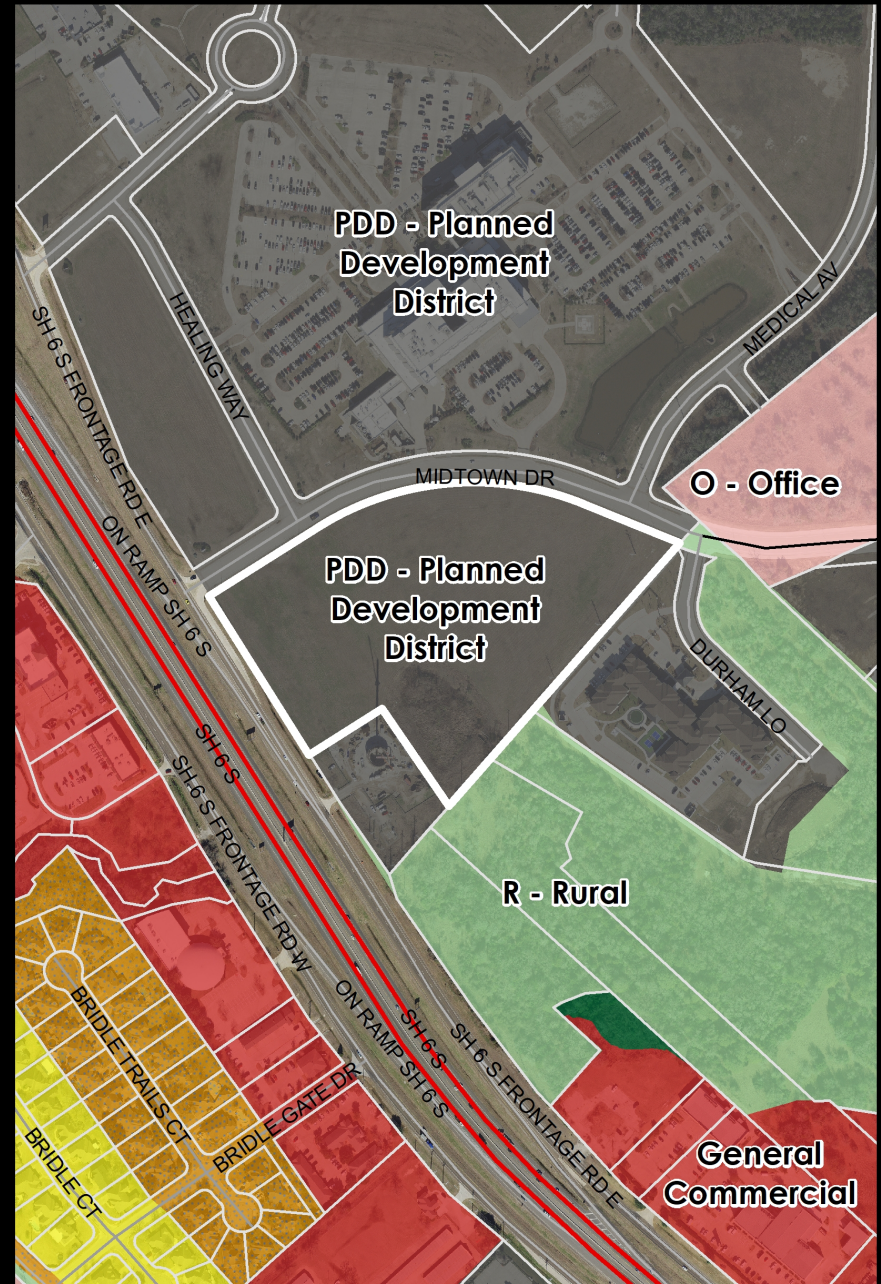 PDD - Planned
Development
District
HEALING WAY
MEDICAL AV
SH 6 S FRONTAGE RD E
MIDTOWN DR
O - Office
ON RAMP SH 6 S
PDD - Planned
Development
District
DURHAM LO
SH 6 S
SH 6 S FRONTAGE RD W
R - Rural
ON RAMP SH 6 S
SH 6 S
SH 6 S FRONTAGE RD E
BRIDLE TRAILS CT
BRIDLE GATE DR
BRIDLE CT
General
Commercial